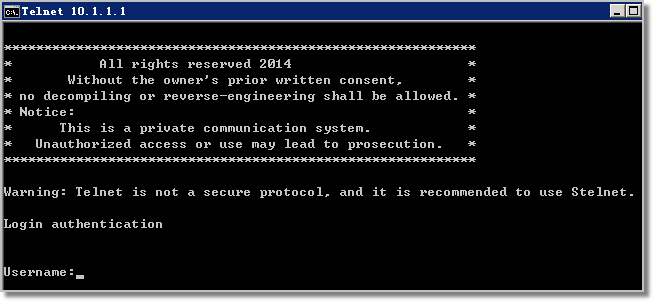 Telnet 10.1.1.1
***********************************************************
* All rights reserved 2014 *
* Without the owner's prior written consent, *
* no decompiling or reverse-engineering shall be allowed. *
* Notice: *
* This is a private communication system. *
* Unauthorized access or use may lead to prosecution. *
***********************************************************
Warning: Telnet is not a secure protocol, and it is recommended to use Stelnet.
Login authentication
Username: